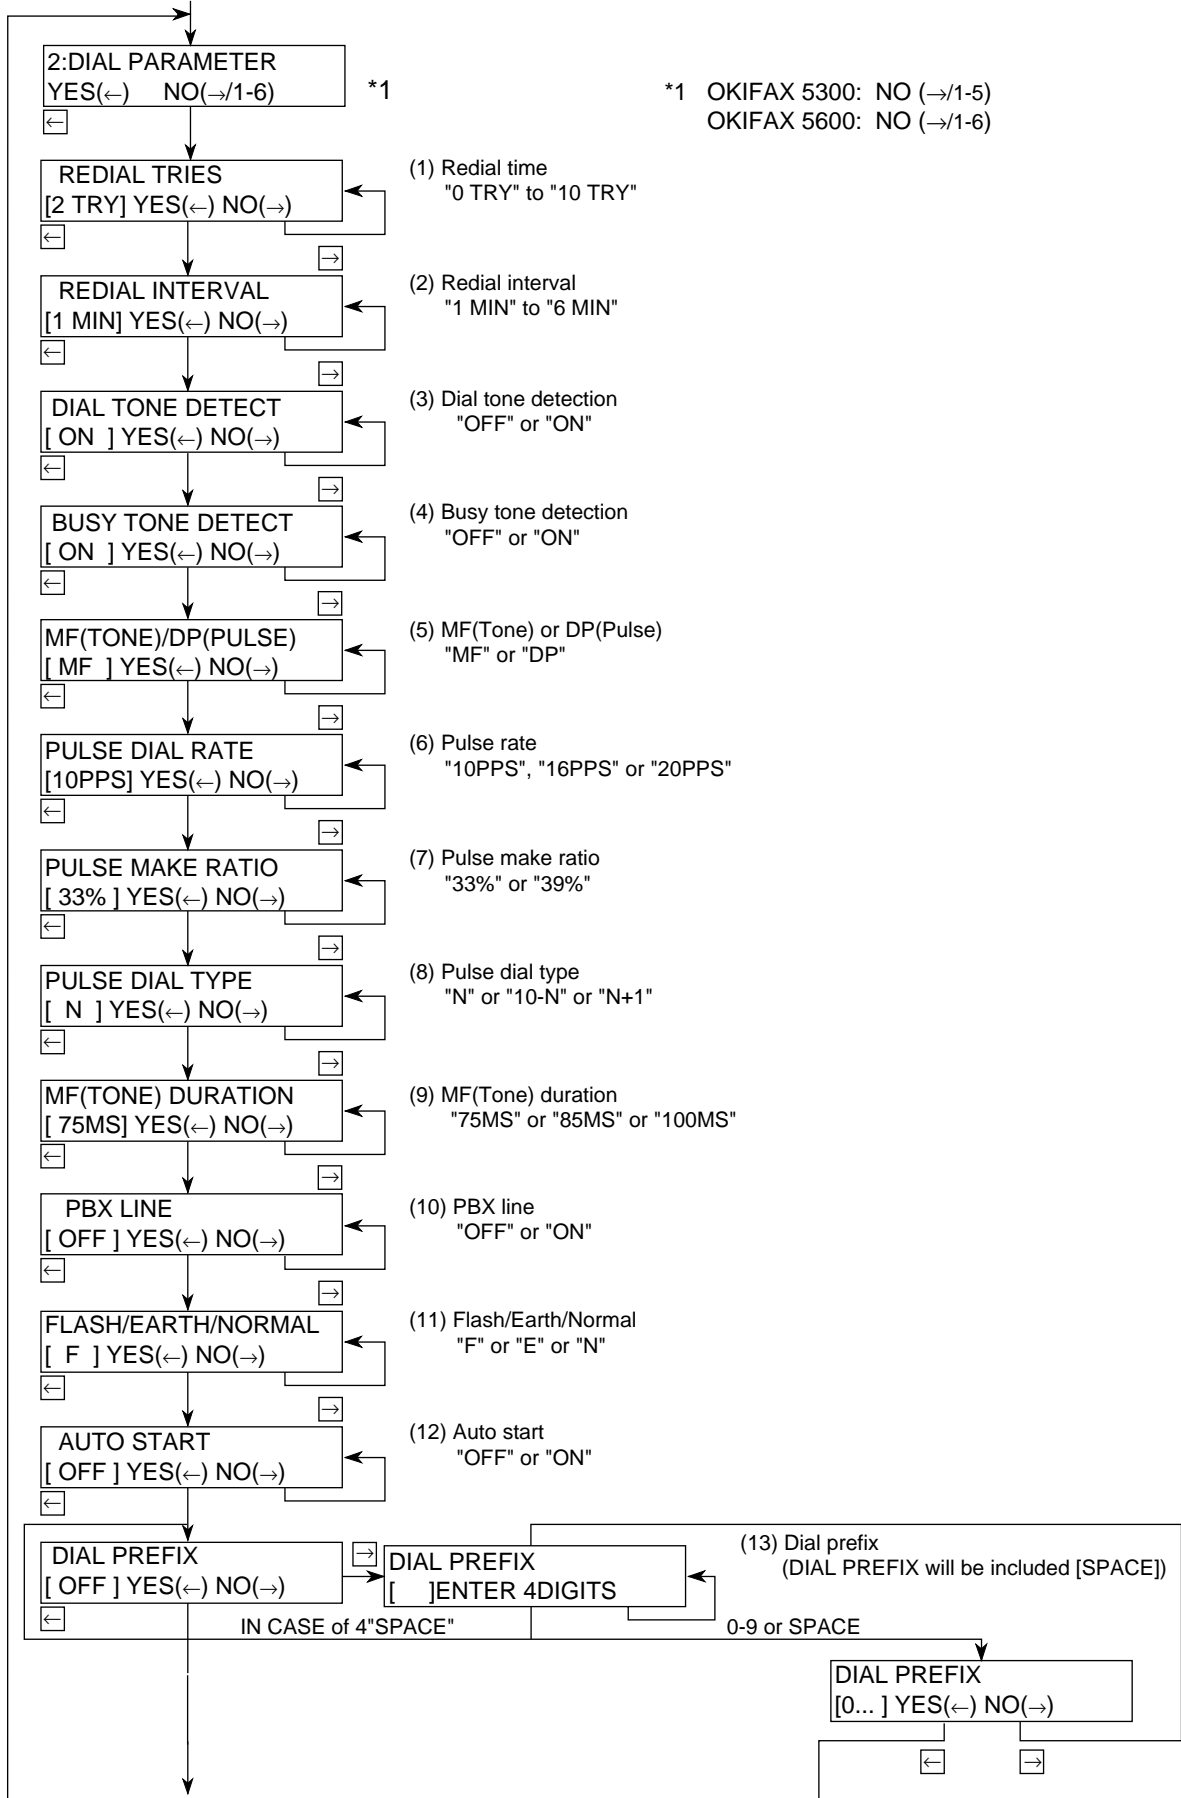 2:DIAL PARAMETER
YES(←) NO(→/1-6)
*1
*1 OKIFAX 5300: NO (→/1-5)
OKIFAX 5600: NO (→/1-6)
←
REDIAL TRIES
[2 TRY] YES(←) NO(→)
(1) Redial time
"0 TRY" to "10 TRY"
←
→
REDIAL INTERVAL
[1 MIN] YES(←) NO(→)
(2) Redial interval
"1 MIN" to "6 MIN"
←
→
DIAL TONE DETECT
[ ON ] YES(←) NO(→)
(3) Dial tone detection
"OFF" or "ON"
←
→
BUSY TONE DETECT
[ ON ] YES(←) NO(→)
(4) Busy tone detection
"OFF" or "ON"
←
→
MF(TONE)/DP(PULSE)
[ MF ] YES(←) NO(→)
(5) MF(Tone) or DP(Pulse)
"MF" or "DP"
←
→
PULSE DIAL RATE
[10PPS] YES(←) NO(→)
(6) Pulse rate
"10PPS", "16PPS" or "20PPS"
←
→
PULSE MAKE RATIO
[ 33% ] YES(←) NO(→)
(7) Pulse make ratio
"33%" or "39%"
←
→
PULSE DIAL TYPE
[ N ] YES(←) NO(→)
(8) Pulse dial type
"N" or "10-N" or "N+1"
←
→
MF(TONE) DURATION
[ 75MS] YES(←) NO(→)
(9) MF(Tone) duration
"75MS" or "85MS" or "100MS"
←
→
PBX LINE
[ OFF ] YES(←) NO(→)
(10) PBX line
"OFF" or "ON"
←
→
FLASH/EARTH/NORMAL
[ F ] YES(←) NO(→)
(11) Flash/Earth/Normal
"F" or "E" or "N"
←
→
AUTO START
[ OFF ] YES(←) NO(→)
(12) Auto start
"OFF" or "ON"
←
DIAL PREFIX
[ OFF ] YES(←) NO(→)
→
DIAL PREFIX
[ ]ENTER 4DIGITS
(13) Dial prefix
(DIAL PREFIX will be included [SPACE])
←
IN CASE of 4"SPACE"
0-9 or SPACE
DIAL PREFIX
[0... ] YES(←) NO(→)
←
→